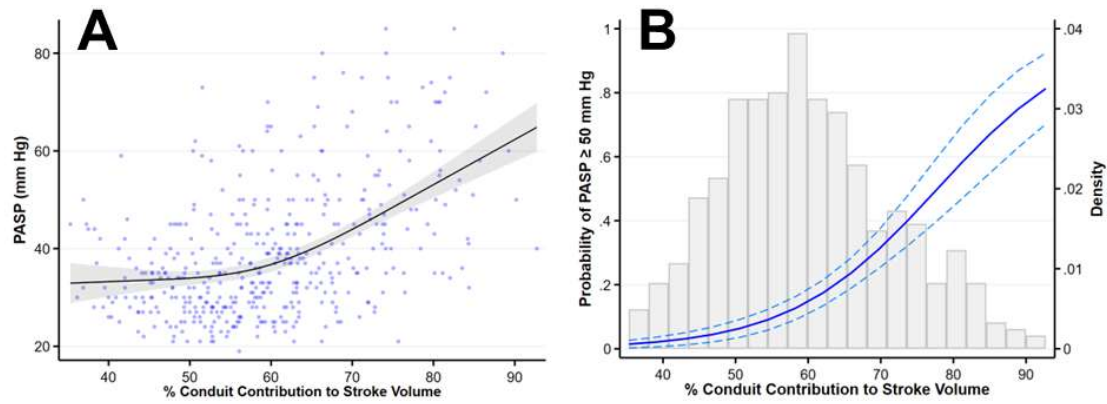 A
PASP (mm Hg)
80
60
40
20
40 50 60 70 80 90
% Conduit Contribution to Stroke Volume
B
Probability of PASP ≥ 50 mm Hg
1
.8
.6
.4
.2
0
.04
.03
.02
.01
0
Density
40 50 60 70 80 90
% Conduit Contribution to Stroke Volume